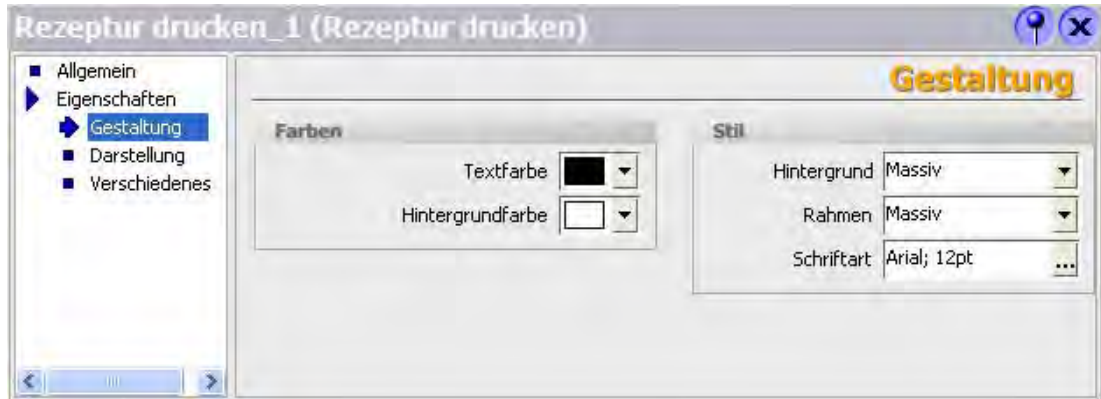 Rezeptur drucken_1 (Rezeptur drucken)
Allgemein
Eigenschaften
Gestaltung
Darstellung
Verschiedenes
Gestaltung
Farben
Textfarbe
Hintergrundfarbe
Stil
Hintergrund Massiv
Rahmen Massiv
Schriftart Arial; 12pt ...